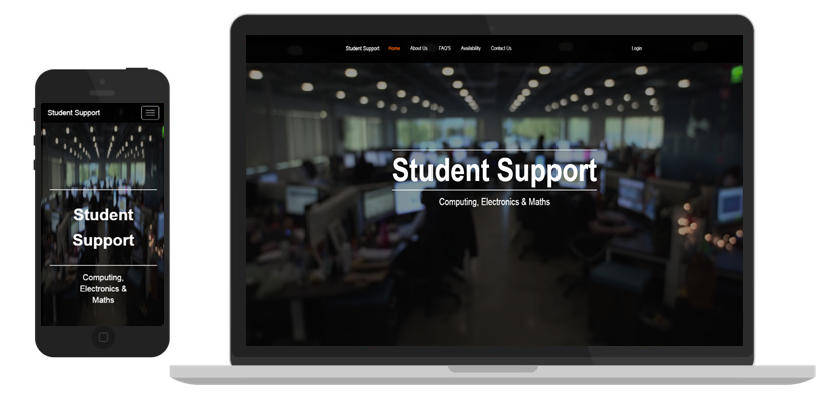 Student Support
Student
Support
Computing,
Electronics &
Maths
Student Support Home About Us FAQ'S Availability Contact Us Login
Student Support
Computing, Electronics & Maths